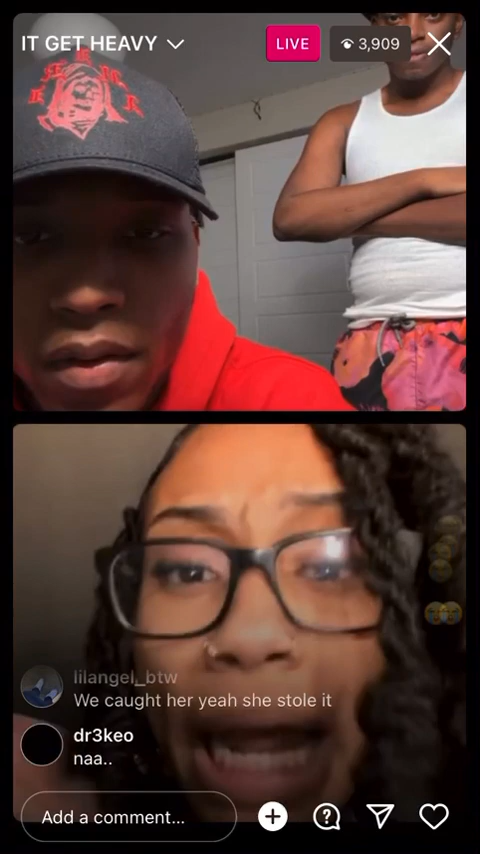 IT GET HEAVY
LIVE
3,909
lilangel_btw
We caught her yeah she stole it
dr3keo
naa..
Add a comment...